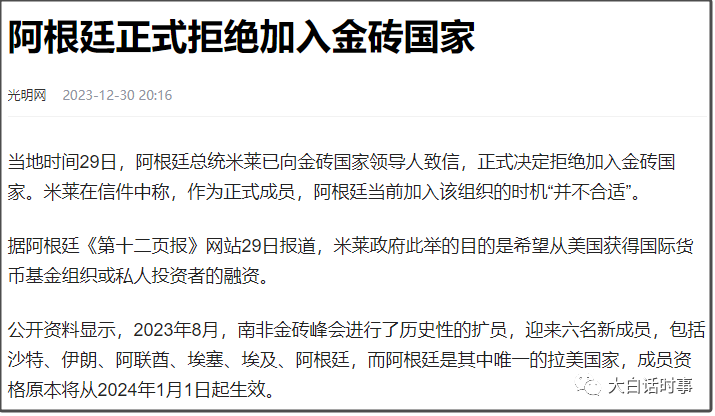 阿根廷正式拒绝加入金砖国家
光明网 2023-12-30 20:16
当地时间29日，阿根廷总统米莱已向金砖国家领导人致信，正式决定拒绝加入金砖国
家。米莱在信件中称，作为正式成员，阿根廷当前加入该组织的时机“并不合适”。
据阿根廷《第十二页报》网站29日报道，米莱政府此举的目的是希望从美国获得国际货
币基金组织或私人投资者的融资。
公开资料显示，2023年8月，南非金砖峰会进行了历史性的扩员，迎来六名新成员，包括
沙特、伊朗、阿联酋、埃塞、埃及、阿根廷，而阿根廷是其中唯一的拉美国家，成员资
格原本将从2024年1月1日起生效。
大白话时事